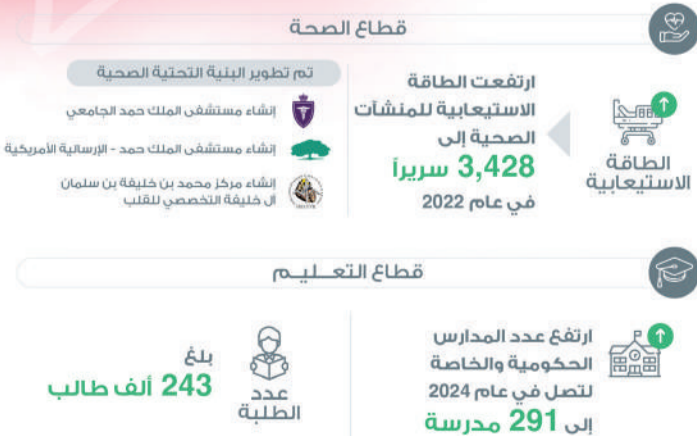 قطاع الصحة
ارتفعت الطاقة
الاستيعابية للمنشآت
الصحية إلى
3,428 سريراً
في عام 2022
الطاقة
الاستيعابية
تم تطوير البنية التحتية الصحية
إنشاء مستشفى الملك حمد الجامعي
إنشاء مستشفى الملك حمد - الإرسالية الأمريكية
إنشاء مركز محمد بن خليفة بن سلمان
آل خليفة التخصصي للقلب
قطاع التعـــليــم
ارتفع عدد المدارس
الحكومية والخاصة
لتصل في عام 2024
إلى 291 مدرسة
عدد
الطلبة
بلغ
243 ألف طالب